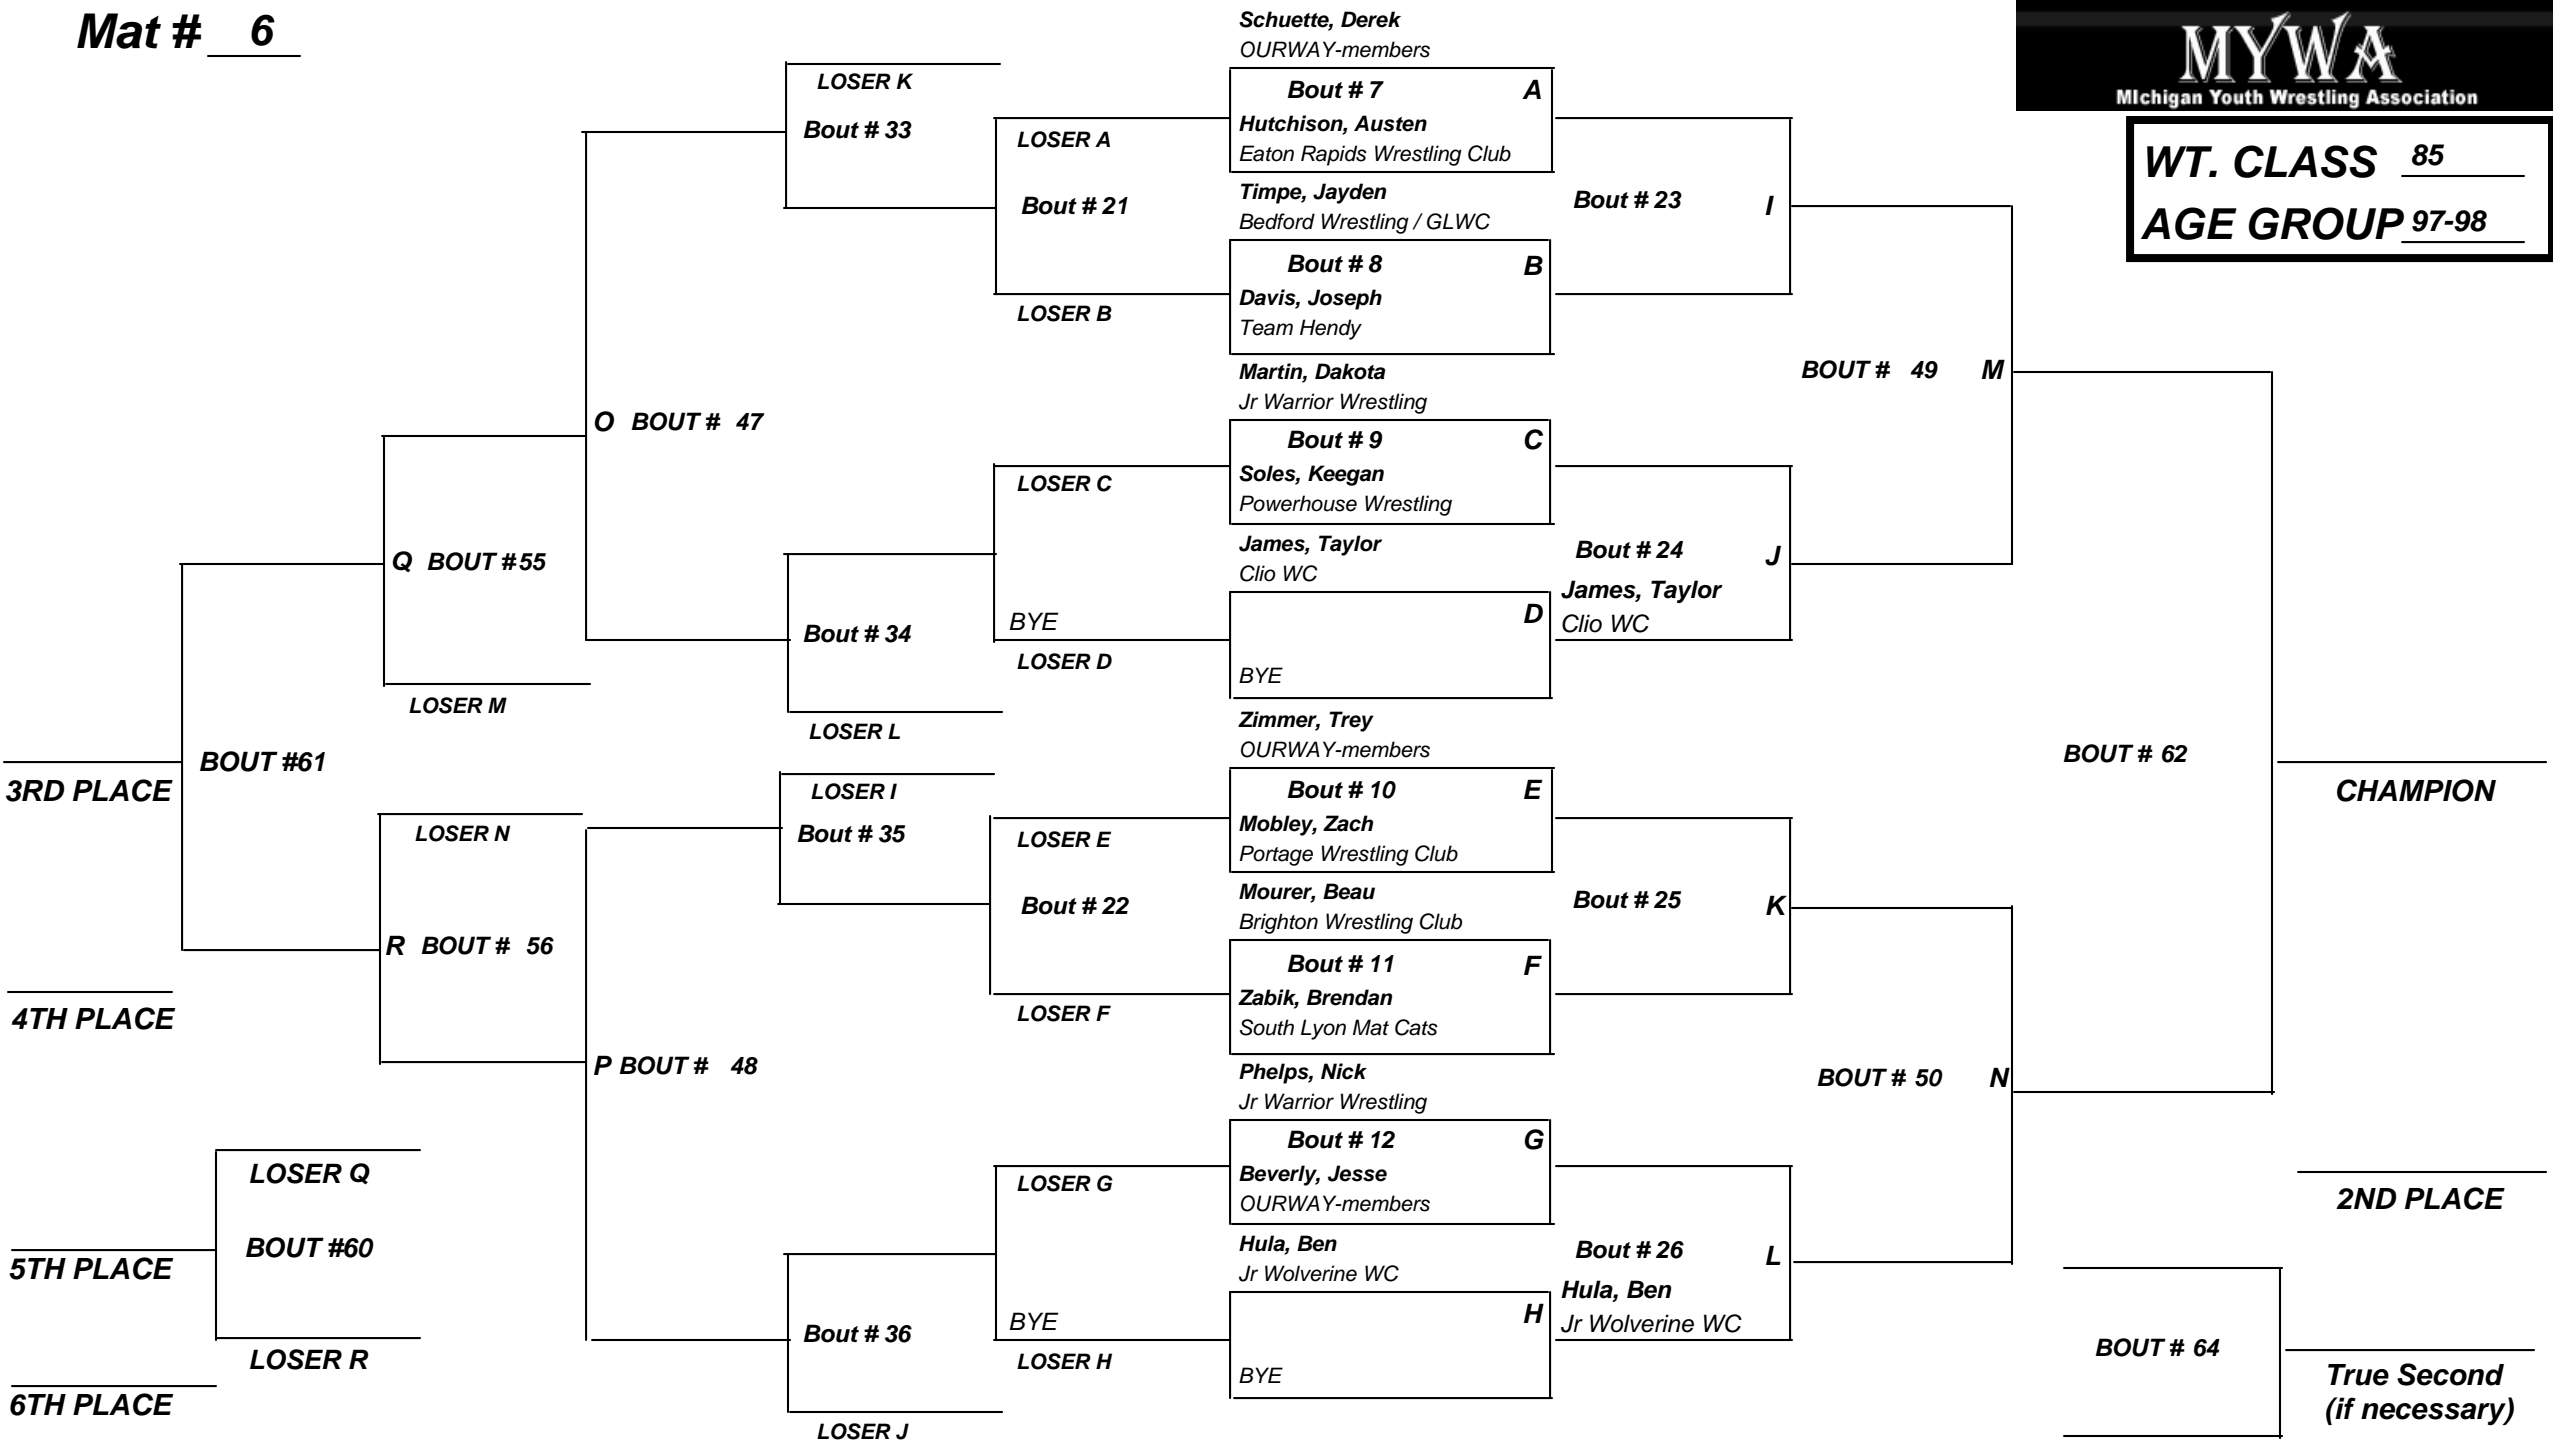 Mat # 6
MYWA
MIchigan Youth Wrestling Association
WT. CLASS 85
AGE GROUP 97-98
3RD PLACE
4TH PLACE
5TH PLACE
6TH PLACE
BOUT #61
LOSER Q
BOUT #60
LOSER R
Q BOUT #55
LOSER M
LOSER N
R BOUT # 56
O BOUT # 47
P BOUT # 48
LOSER K
Bout # 33
Bout # 34
LOSER L
LOSER I
Bout # 35
Bout # 36
LOSER J
LOSER A
Bout # 21
LOSER B
LOSER C
BYE
LOSER D
LOSER E
Bout # 22
LOSER F
LOSER G
BYE
LOSER H
Schuette, Derek
OURWAY-members
Bout # 7 A
Hutchison, Austen
Eaton Rapids Wrestling Club
Timpe, Jayden
Bedford Wrestling / GLWC
Bout # 8 B
Davis, Joseph
Team Hendy
Martin, Dakota
Jr Warrior Wrestling
Bout # 9 C
Soles, Keegan
Powerhouse Wrestling
James, Taylor
Clio WC
D
BYE
Zimmer, Trey
OURWAY-members
Bout # 10 E
Mobley, Zach
Portage Wrestling Club
Mourer, Beau
Brighton Wrestling Club
Bout # 11 F
Zabik, Brendan
South Lyon Mat Cats
Phelps, Nick
Jr Warrior Wrestling
Bout # 12 G
Beverly, Jesse
OURWAY-members
Hula, Ben
Jr Wolverine WC
H
BYE
Bout # 23 I
Bout # 24 J
James, Taylor
Clio WC
Bout # 25 K
Bout # 26 L
Hula, Ben
Jr Wolverine WC
BOUT # 49 M
BOUT # 50 N
BOUT # 62
CHAMPION
2ND PLACE
BOUT # 64
True Second
(if necessary)